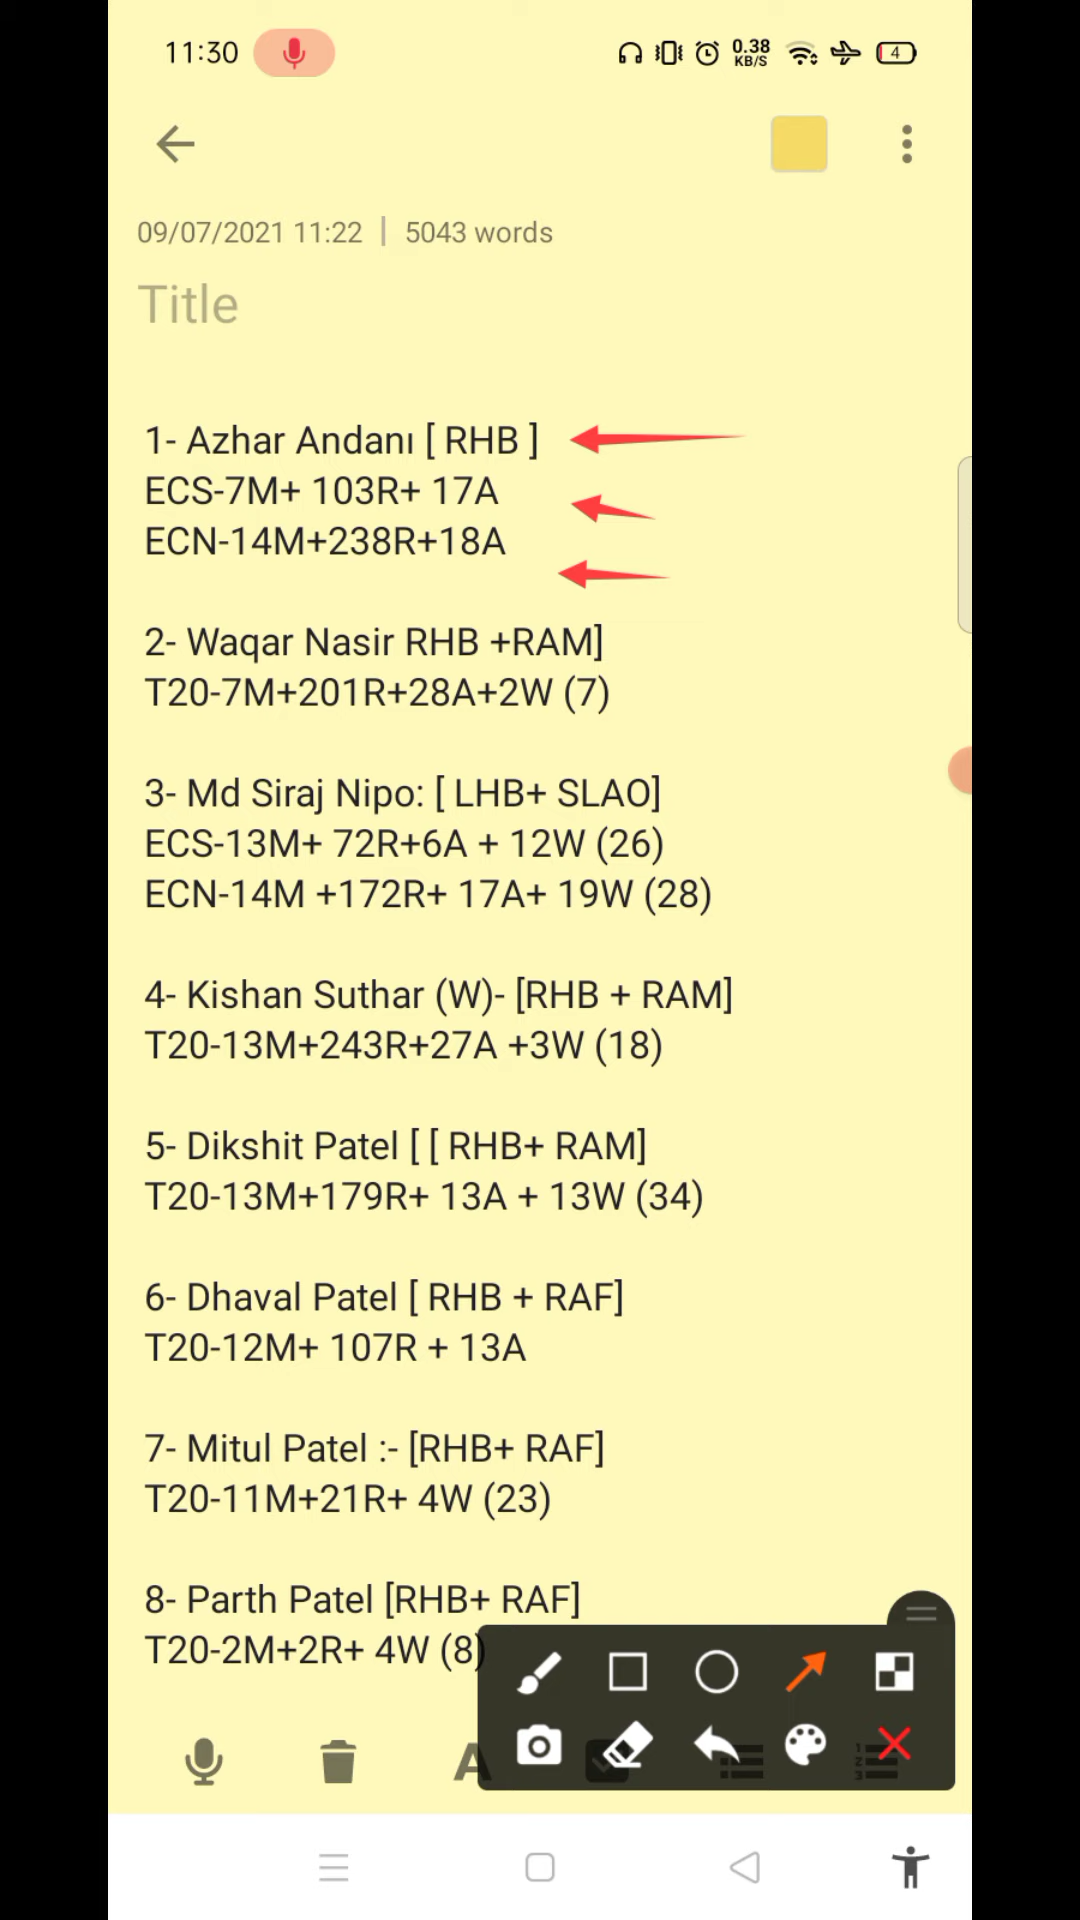 11:30
0.38
KB/S
4
09/07/2021 11:22 | 5043 words
Title
1- Azhar Andanı [ RHB ]
ECS-7M+ 103R+ 17A
ECN-14M+238R+18A
2- Waqar Nasir RHB +RAM]
T20-7M+201R+28A+2W (7)
3- Md Siraj Nipo: [ LHB+ SLAO]
ECS-13M+ 72R+6A + 12W (26)
ECN-14M +172R+ 17A+ 19W (28)
4- Kishan Suthar (W)- [RHB + RAM]
T20-13M+243R+27A +3W (18)
5- Dikshit Patel [ [ RHB+ RAM]
T20-13M+179R+ 13A + 13W (34)
6- Dhaval Patel [ RHB + RAF]
T20-12M+ 107R + 13A
7- Mitul Patel :- [RHB+ RAF]
T20-11M+21R+ 4W (23)
8- Parth Patel [RHB+ RAF]
T20-2M+2R+ 4W (8)
A
1
2
3